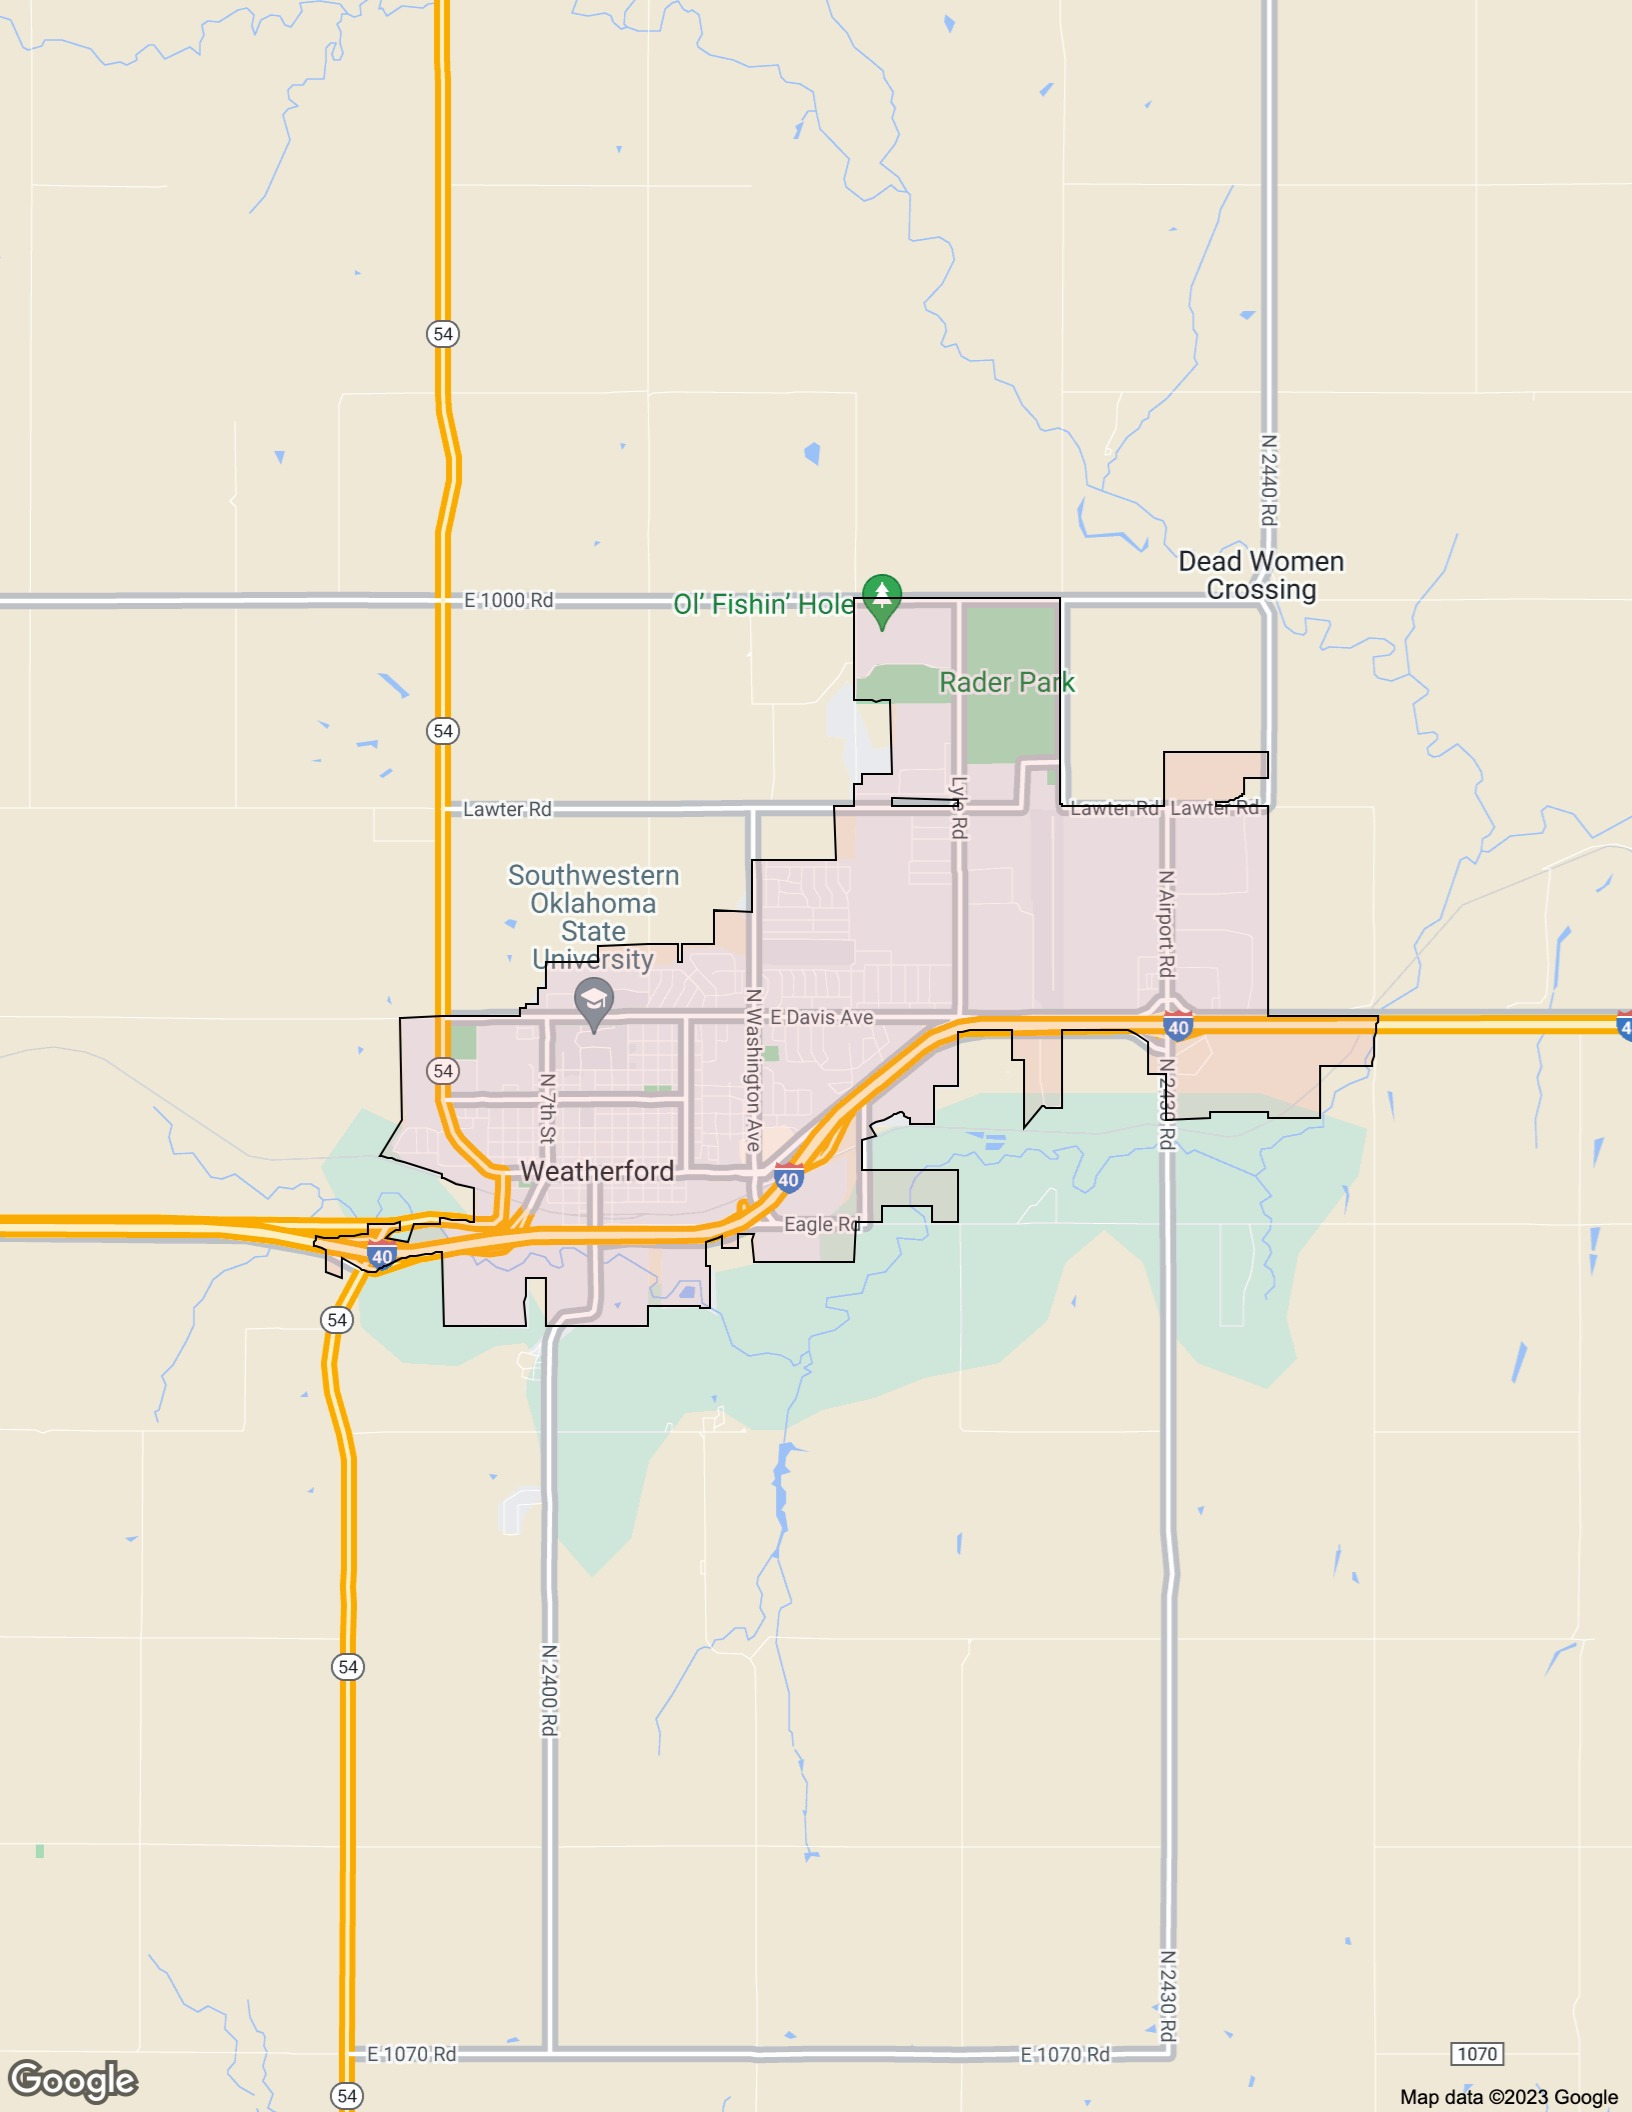 54
N 2440 Rd
Dead Women
Crossing
E 1000 Rd
Ol' Fishin' Hole
Rader Park
54
Lawter Rd
Lyle Rd
Lawter Rd
Lawter Rd
Southwestern
Oklahoma
State
University
N Airport Rd
N Washington Ave
E Davis Ave
40
4
54
N 7th St
N 2430 Rd
Weatherford
40
Eagle Rd
40
54
54
N 2400 Rd
N 2430 Rd
E 1070 Rd
E 1070 Rd
1070
54
Google
Map data ©2023 Google